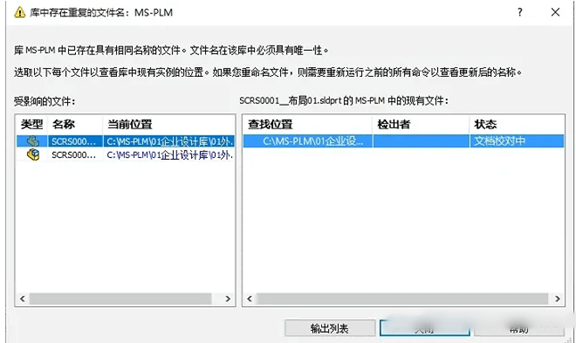 库中存在重复的文件名：MS-PLM
? ×
库 MS-PLM 中已存在具有相同名称的文件。文件名在该库中必须具有唯一性。
选取以下每个文件以查看库中现有实例的位置。如果您重命名文件，则需要重新运行之前的所有命令以查看更新后的名称。
受影响的文件： SCRS0001__布局01.sldprt 的 MS-PLM 中的现有文件：
类型 名称 当前位置 查找位置 检出者 状态
SCRS000... C:\MS-PLM\01企业设计库\01外... C:\MS-PLM\01企业设... 文档校对中
SCRS000... C:\MS-PLM\01企业设计库\01外...
输出列表 关闭 帮助